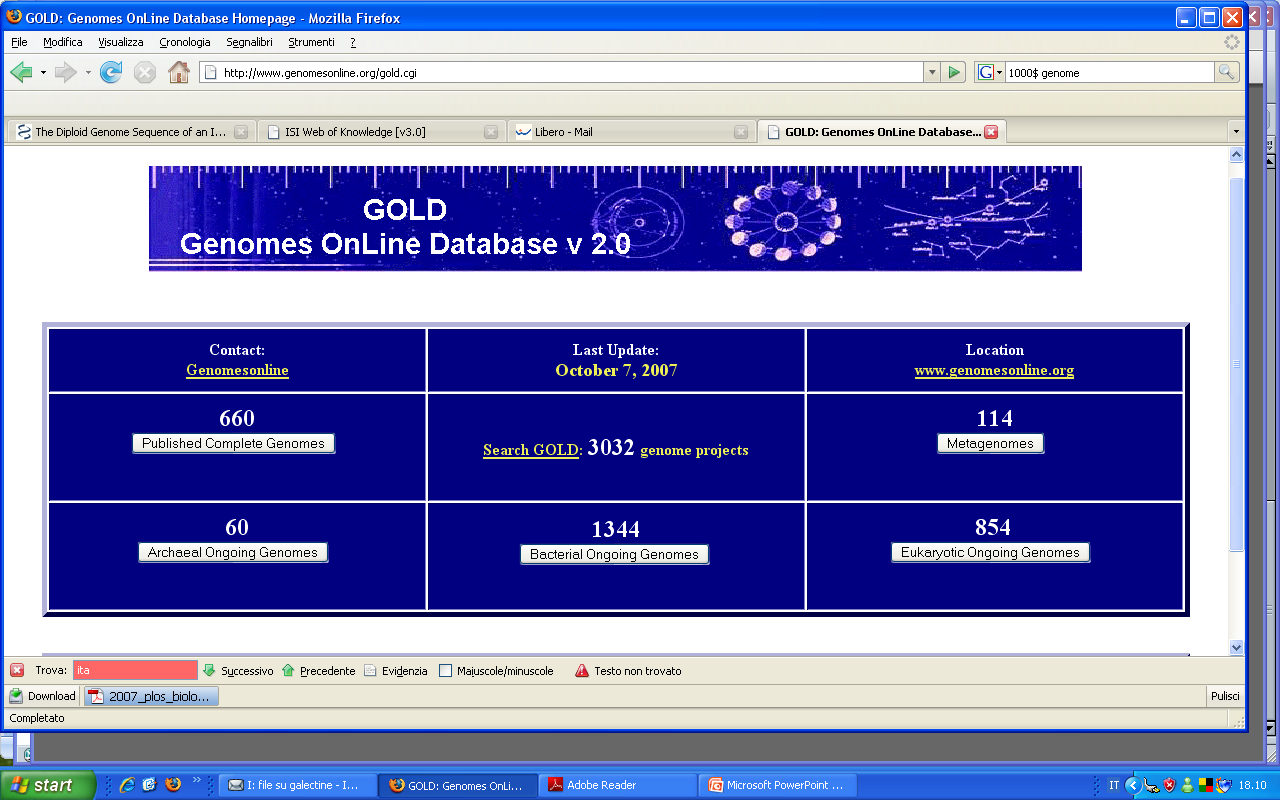 GOLD: Genomes OnLine Database Homepage - Mozilla Firefox
File Modifica Visualizza Cronologia Segnalibri Strumenti ?
http://www.genomesonline.org/gold.cgi
G 1000$ genome
The Diploid Genome Sequence of an I...
ISI Web of Knowledge [v3.0]
Libero - Mail
GOLD: Genomes OnLine Database...
GOLD
Genomes OnLine Database v 2.0
Contact:
Genomesonline
Last Update:
October 7, 2007
Location
www.genomesonline.org
660
Published Complete Genomes
Search GOLD: 3032 genome projects
114
Metagenomes
60
Archaeal Ongoing Genomes
1344
Bacterial Ongoing Genomes
854
Eukaryotic Ongoing Genomes
Trova: ita Successivo Precedente Evidenzia Majuscole/minuscole Testo non trovato
Download 2007_plos_biolo... Pulisci
Completato
start
I: file su galectine - I...
GOLD: Genomes OnLi...
Adobe Reader
Microsoft PowerPoint ...
IT 18.10